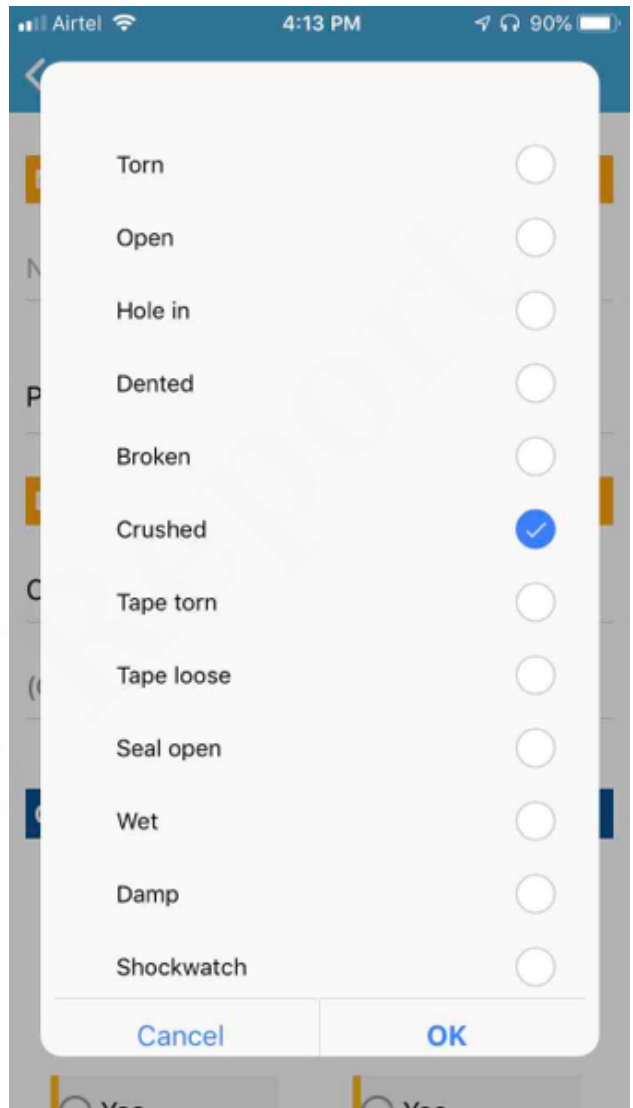 Airtel 4:13 PM 90%
Torn
Open
Hole in
Dented
Broken
Crushed
Tape torn
Tape loose
Seal open
Wet
Damp
Shockwatch
Cancel OK
Report